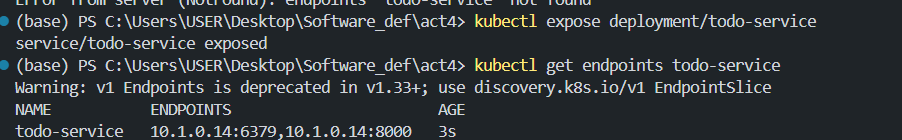 Error from server (NotFound): endpoints "todo-service" not found
(base) PS C:\Users\USER\Desktop\Software_def\act4> kubectl expose deployment/todo-service
service/todo-service exposed
(base) PS C:\Users\USER\Desktop\Software_def\act4> kubectl get endpoints todo-service
Warning: v1 Endpoints is deprecated in v1.33+; use discovery.k8s.io/v1 EndpointSlice
NAME ENDPOINTS AGE
todo-service 10.1.0.14:6379,10.1.0.14:8000 3s